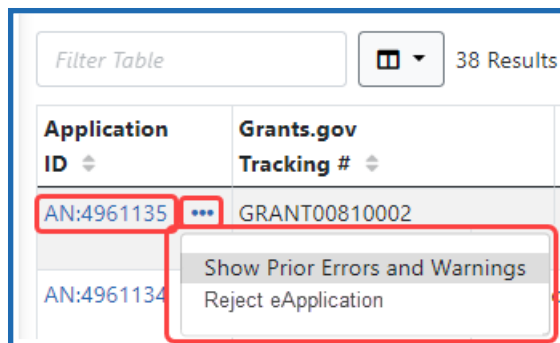 Filter Table
38 Results
Application
ID
Grants.gov
Tracking #
AN:4961135 ••• GRANT00810002
Show Prior Errors and Warnings
AN:4961134
Reject eApplication